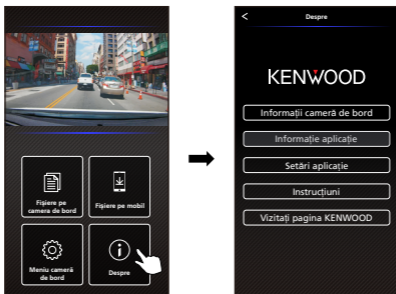 Fișiere pe
camera de bord
Fișiere pe mobil
Meniu cameră
de bord
Despre
<
Despre
KENWOOD
Informații cameră de bord
Informație aplicație
Setări aplicație
Instrucțiuni
Vizitați pagina KENWOOD